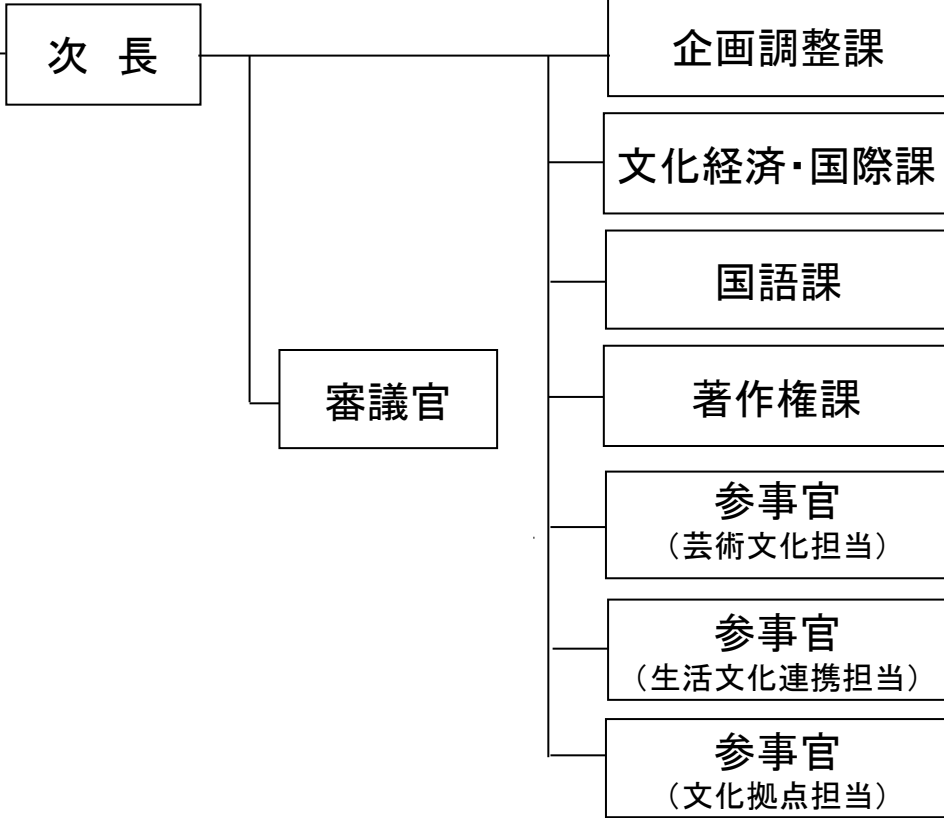 次 長
企画調整課
文化経済・国際課
国語課
審議官
著作権課
参事官
（芸術文化担当）
参事官
（生活文化連携担当）
参事官
（文化拠点担当）